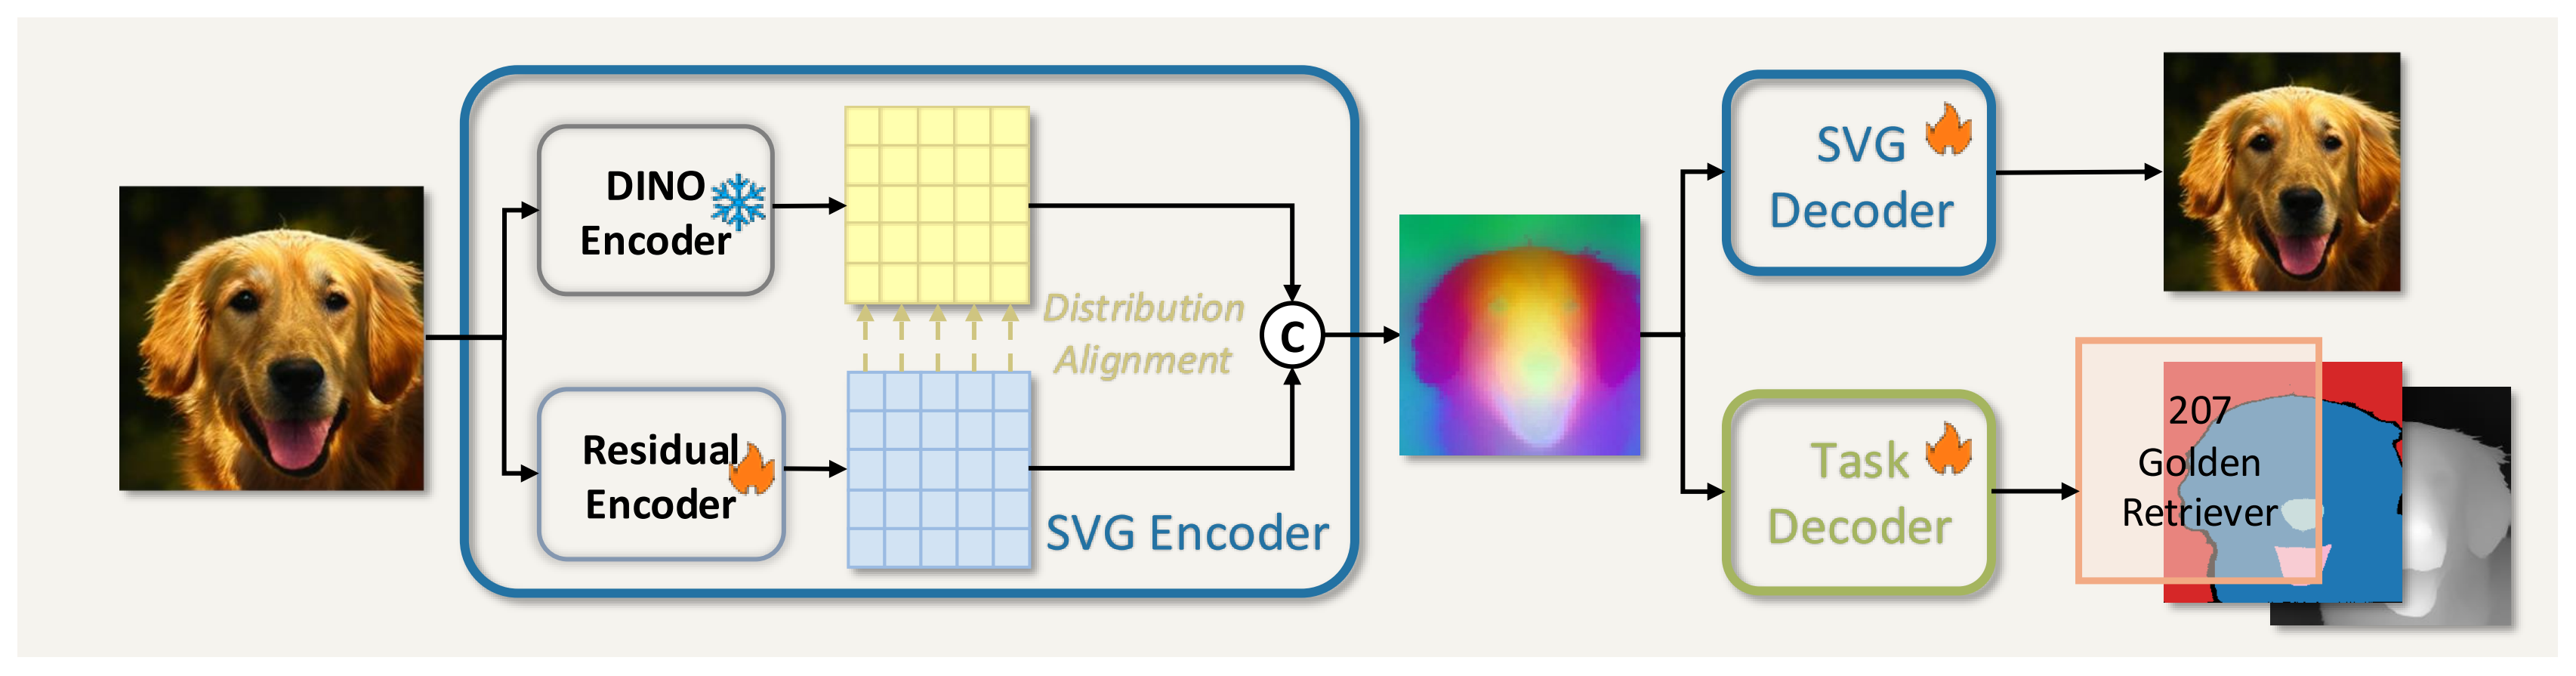 DINO
Encoder
Residual
Encoder
Distribution
Alignment
SVG Encoder
C
SVG
Decoder
Task
Decoder
207
Golden
Retriever